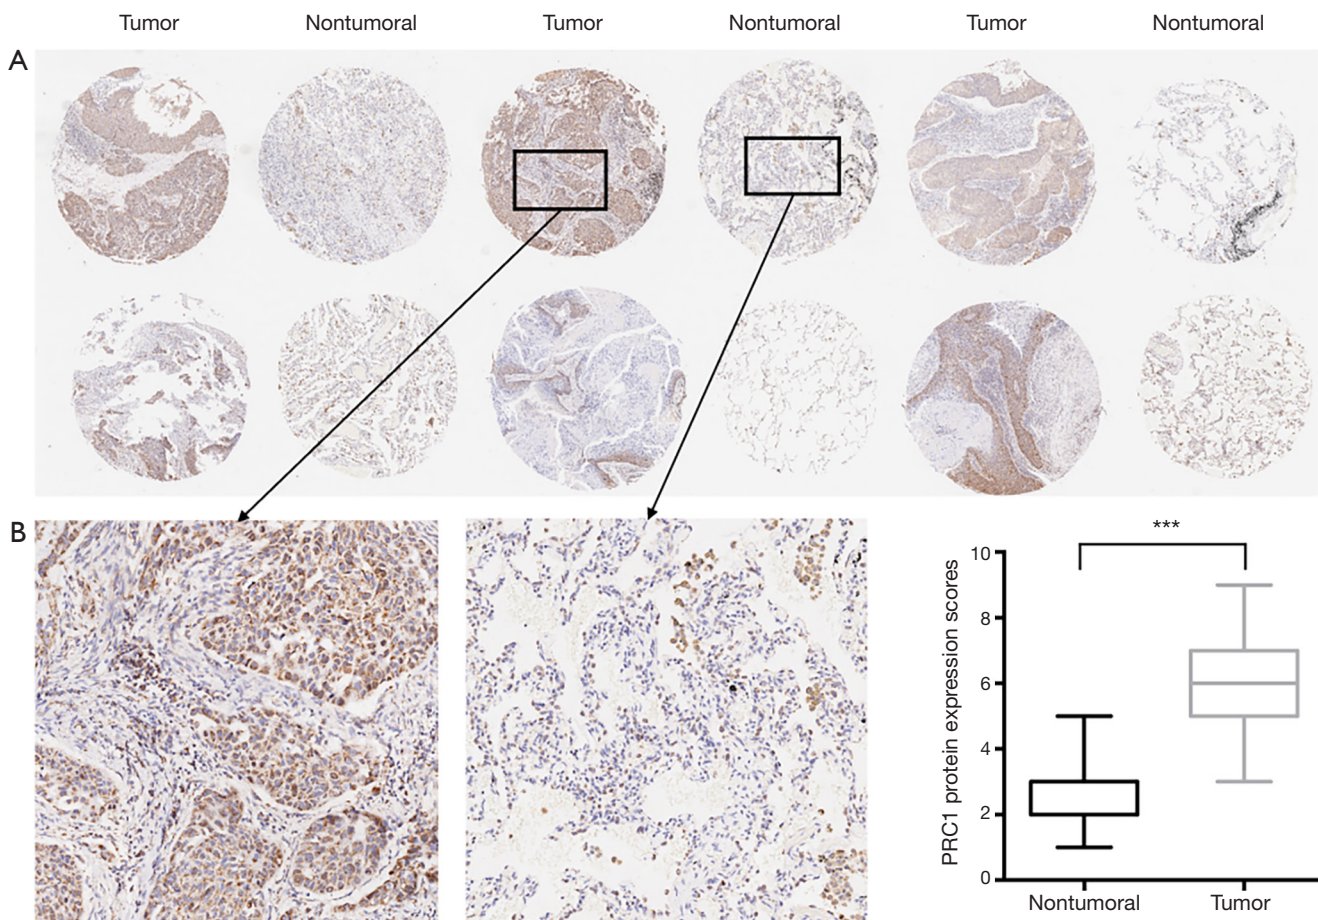 Tumor Nontumoral Tumor Nontumoral Tumor Nontumoral
A
B
***
PRC1 protein expression scores
10
8
6
4
2
0
Nontumoral Tumor